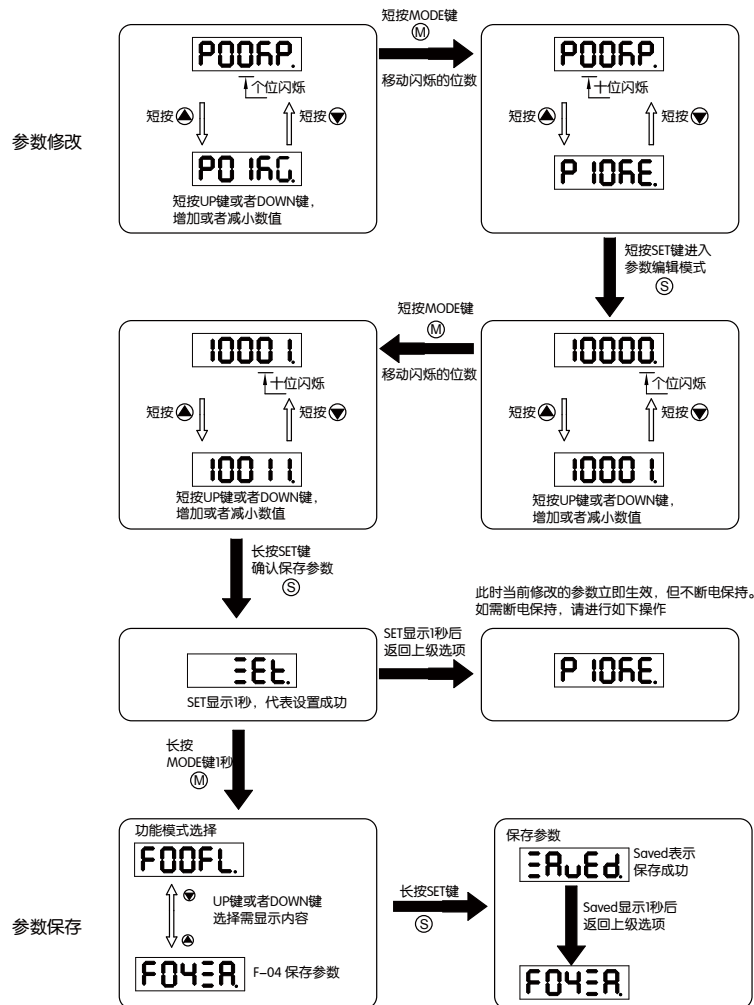 短按MODE键
M
移动闪烁的位数
参数修改
个位闪烁
短按
短按
短按UP键或者DOWN键，
增加或者减小数值
十位闪烁
短按
短按
P 10
短按SET键进入
参数编辑模式
S
10000.
个位闪烁
短按
短按
10001.
短按UP键或者DOWN键，
增加或者减小数值
短按MODE键
M
移动闪烁的位数
10001.
十位闪烁
短按
短按
10011.
短按UP键或者DOWN键，
增加或者减小数值
长按SET键
确认保存参数
S
SEt.
SET显示1秒，代表设置成功
SET显示1秒后
返回上级选项
此时当前修改的参数立即生效，但不断电保持。
如需断电保持，请进行如下操作
长按
MODE键1秒
M
参数保存
功能模式选择
F00FL.
UP键或者DOWN键
选择需显示内容
F04SA.
F-04 保存参数
长按SET键
S
保存参数
SAvEd.
Saved表示
保存成功
Saved显示1秒后
返回上级选项
F04SA.